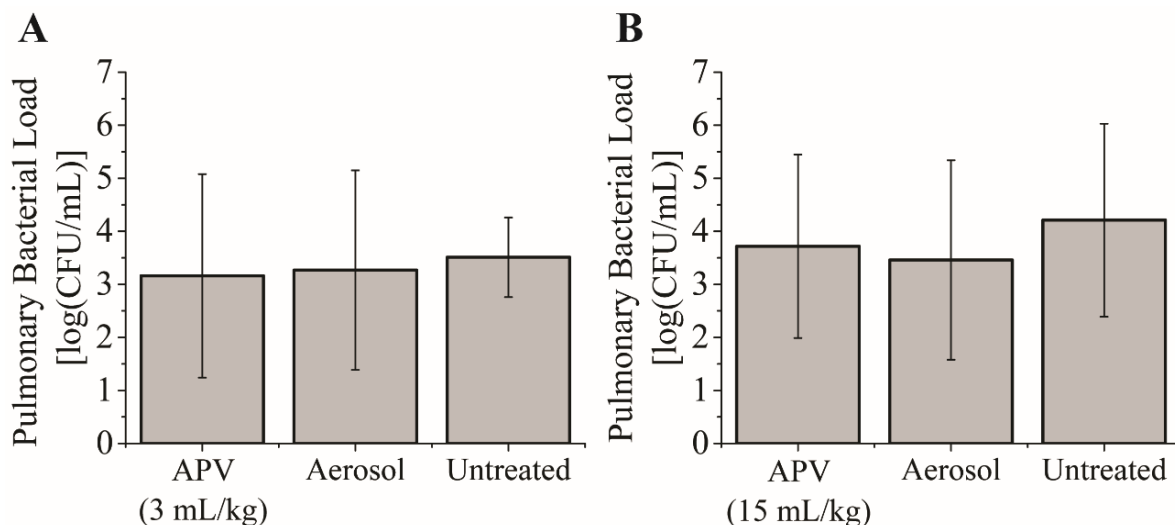 A
Pulmonary Bacterial Load
[log(CFU/mL)]
7
6
5
4
3
2
1
0
APV
(3 mL/kg)
Aerosol
Untreated
B
Pulmonary Bacterial Load
[log(CFU/mL)]
7
6
5
4
3
2
1
0
APV
(15 mL/kg)
Aerosol
Untreated